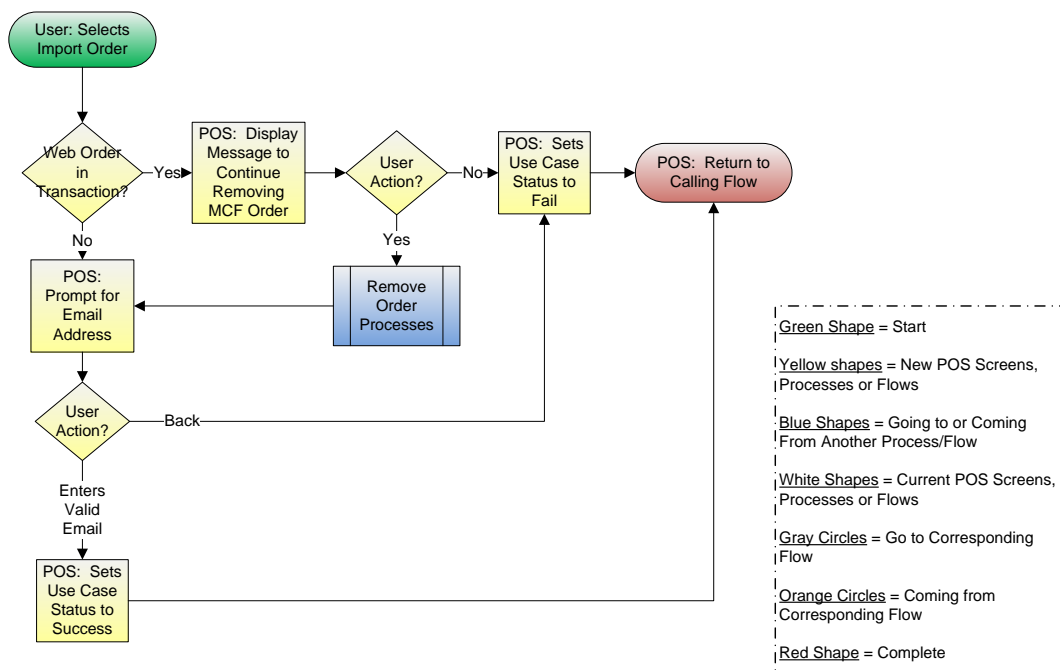 User: Selects
Import Order
Web Order
in
Transaction?
Yes
POS: Display
Message to
Continue
Removing
MCF Order
User
Action?
No
POS: Sets
Use Case
Status to
Fail
POS: Return to
Calling Flow
No
Yes
POS:
Prompt for
Email
Address
Remove
Order
Processes
User
Action?
Back
Enters
Valid
Email
POS: Sets
Use Case
Status to
Success
Green Shape = Start
Yellow shapes = New POS Screens,
Processes or Flows
Blue Shapes = Going to or Coming
From Another Process/Flow
White Shapes = Current POS Screens,
Processes or Flows
Gray Circles = Go to Corresponding
Flow
Orange Circles = Coming from
Corresponding Flow
Red Shape = Complete